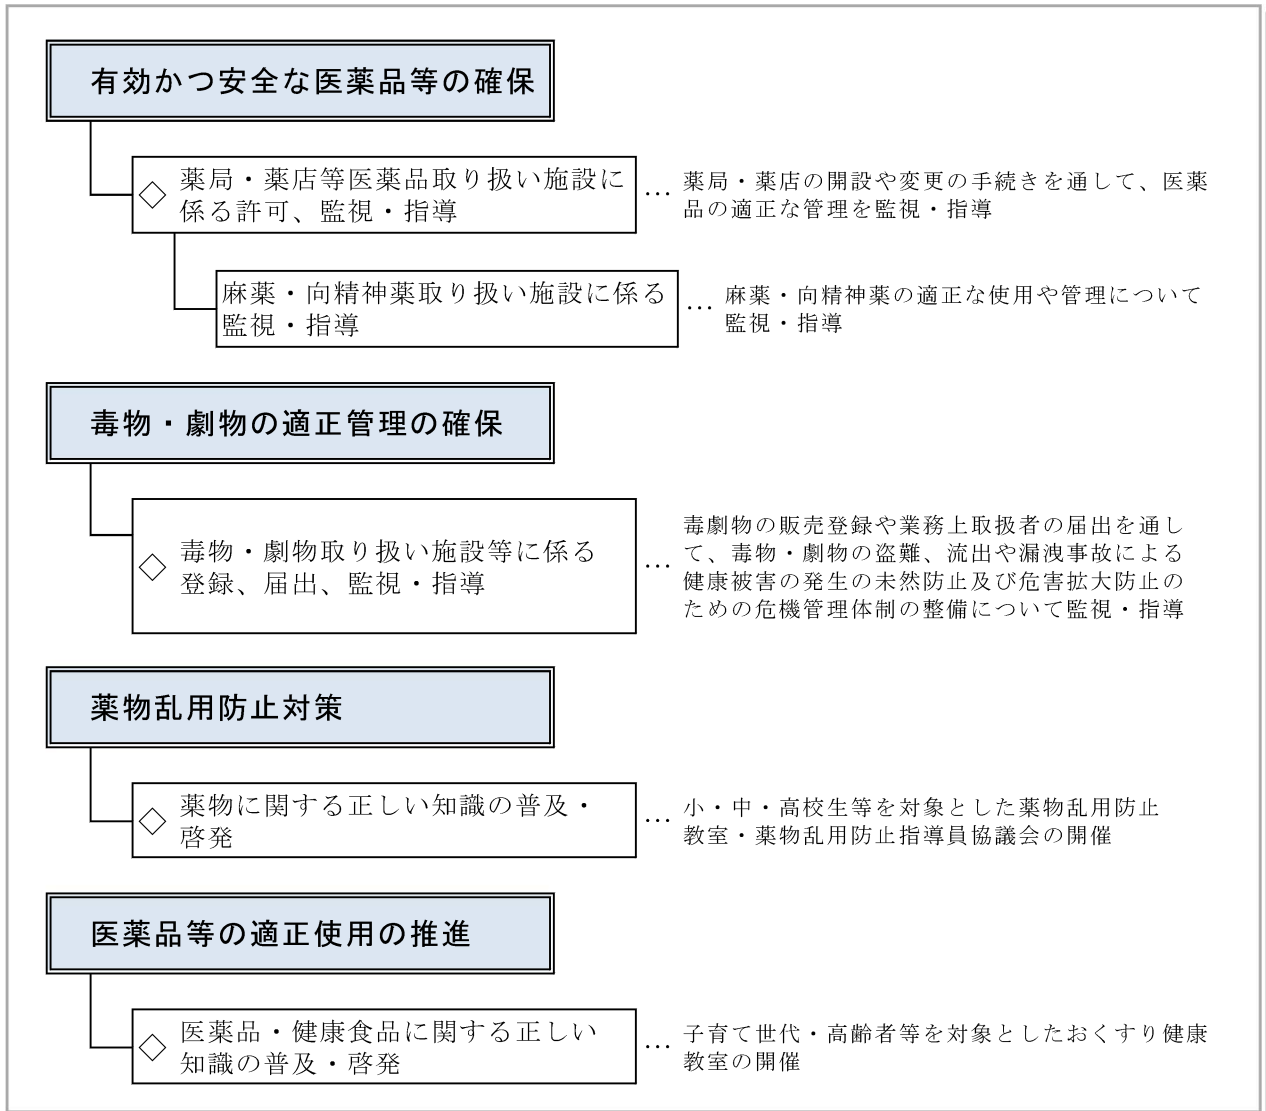 有効かつ安全な医薬品等の確保
◇ 薬局・薬店等医薬品取り扱い施設に
係る許可、監視・指導
… 薬局・薬店の開設や変更の手続きを通して、医薬
品の適正な管理を監視・指導
麻薬・向精神薬取り扱い施設に係る
監視・指導
… 麻薬・向精神薬の適正な使用や管理について
監視・指導
毒物・劇物の適正管理の確保
◇ 毒物・劇物取り扱い施設等に係る
登録、届出、監視・指導
… 毒劇物の販売登録や業務上取扱者の届出を通し
て、毒物・劇物の盗難、流出や漏洩事故による
健康被害の発生の未然防止及び危害拡大防止の
ための危機管理体制の整備について監視・指導
薬物乱用防止対策
◇ 薬物に関する正しい知識の普及・
啓発
… 小・中・高校生等を対象とした薬物乱用防止
教室・薬物乱用防止指導員協議会の開催
医薬品等の適正使用の推進
◇ 医薬品・健康食品に関する正しい
知識の普及・啓発
… 子育て世代・高齢者等を対象としたおくすり健康
教室の開催